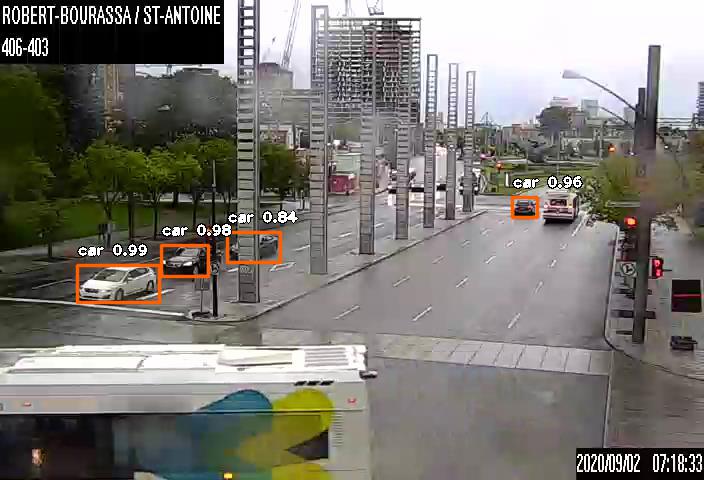 ROBERT-BOURASSA / ST-ANTOINE
406-403
car 0.96
car 0.84
car 0.98
car 0.99
2020/09/02 07:18:33